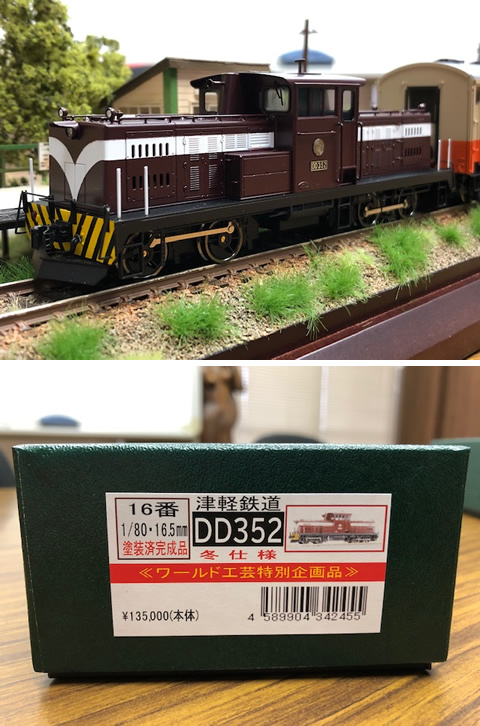 DD352
16番
1/80・16.5mm
塗装済完成品
津軽鉄道
DD352
冬仕様
≪ワールド工芸特別企画品≫
¥135,000(本体)
4 589904 342455